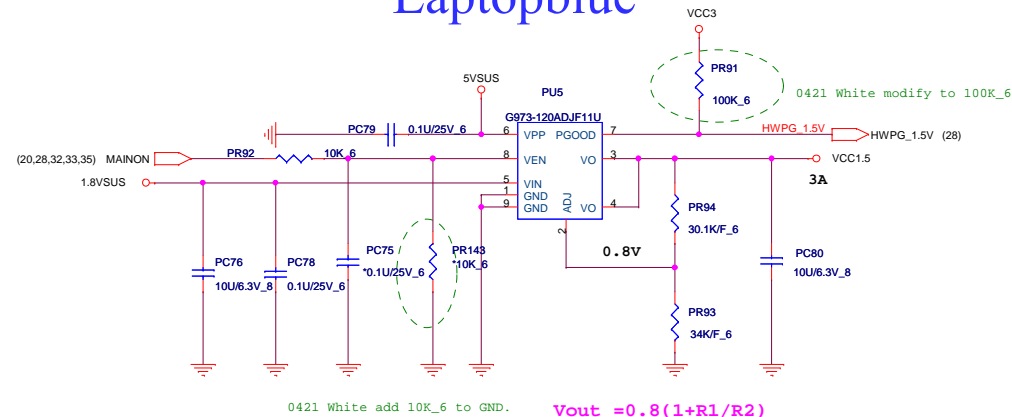 Laptopblue
VCC3
PR91
100K_6
0421 White modify to 100K_6
5VSUS
PU5
G973-120ADJF11U
PC79 0.1U/25V_6
6 VPP PGOOD 7
HWPG_1.5V
HWPG_1.5V (28)
(20,28,32,33,35) MAINON
PR92 10K_6
8 VEN VO 3
VCC1.5
3A
1.8VSUS
5 VIN
1 GND
9 GND
ADJ
VO 4
2
0.8V
PR94
30.1K/F_6
PC76
10U/6.3V_8
PC78
0.1U/25V_6
PC75
*0.1U/25V_6
PR143
*10K_6
PC80
10U/6.3V_8
PR93
34K/F_6
0421 White add 10K_6 to GND.
Vout =0.8(1+R1/R2)